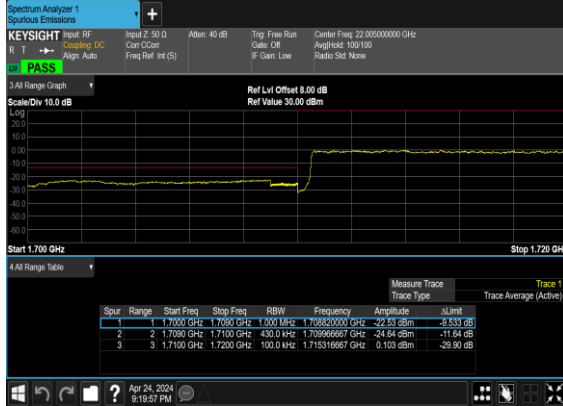 Spectrum Analyzer 1
Spurious Emissions
KEYSIGHT Input: RF Input Z: 50 Ω Atten: 40 dB Trig: Free Run Center Freq: 22.005000000 GHz
R T Coupling: DC Corr CCorr Gate: Off Avg|Hold: 100/100
Align: Auto Freq Ref: Int (S) IF Gain: Low Radio Std: None
PASS
3 All Range Graph
Ref Lvl Offset 8.00 dB
Scale/Div 10.0 dB Ref Value 30.00 dBm
Log
20.0
10.0
0.00
-10.0
-20.0
-30.0
-40.0
-50.0
-60.0
Start 1.700 GHz Stop 1.720 GH
4 All Range Table
Measure Trace Trace 1
Trace Type Trace Average (Active)
Spur Range Start Freq Stop Freq RBW Frequency Amplitude ΔLimit
1 1 1.7000 GHz 1.7090 GHz 1.000 MHz 1.708820000 GHz -22.53 dBm -9.533 dB
2 2 1.7090 GHz 1.7100 GHz 430.0 kHz 1.709966667 GHz -24.64 dBm -11.64 dB
3 3 1.7100 GHz 1.7200 GHz 100.0 kHz 1.715316667 GHz 0.103 dBm -29.90 dB
Apr 24, 2024
9:19:57 PM